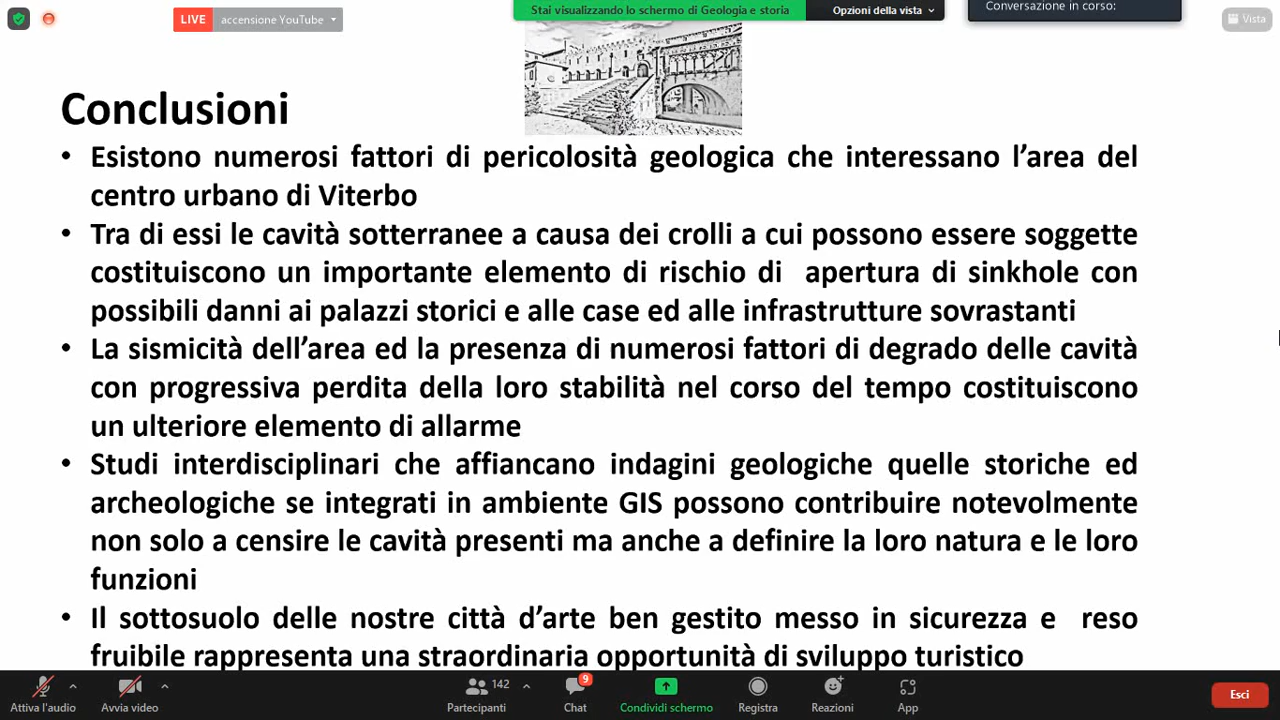 LIVE accensione YouTube
Stai visualizzando lo schermo di Geologia e storia
Opzioni della vista
Conversazione in corso:
Vista
Conclusioni
• Esistono numerosi fattori di pericolosità geologica che interessano l’area del
centro urbano di Viterbo
• Tra di essi le cavità sotterranee a causa dei crolli a cui possono essere soggette
costituiscono un importante elemento di rischio di apertura di sinkhole con
possibili danni ai palazzi storici e alle case ed alle infrastrutture sovrastanti
• La sismicità dell’area ed la presenza di numerosi fattori di degrado delle cavità
con progressiva perdita della loro stabilità nel corso del tempo costituiscono
un ulteriore elemento di allarme
• Studi interdisciplinari che affiancano indagini geologiche quelle storiche ed
archeologiche se integrati in ambiente GIS possono contribuire notevolmente
non solo a censire le cavità presenti ma anche a definire la loro natura e le loro
funzioni
• Il sottosuolo delle nostre città d’arte ben gestito messo in sicurezza e reso
fruibile rappresenta una straordinaria opportunità di sviluppo turistico
142
9
Attiva l'audio
Avvia video
Partecipanti
Chat
Condividi schermo
Registra
Reazioni
App
Esci